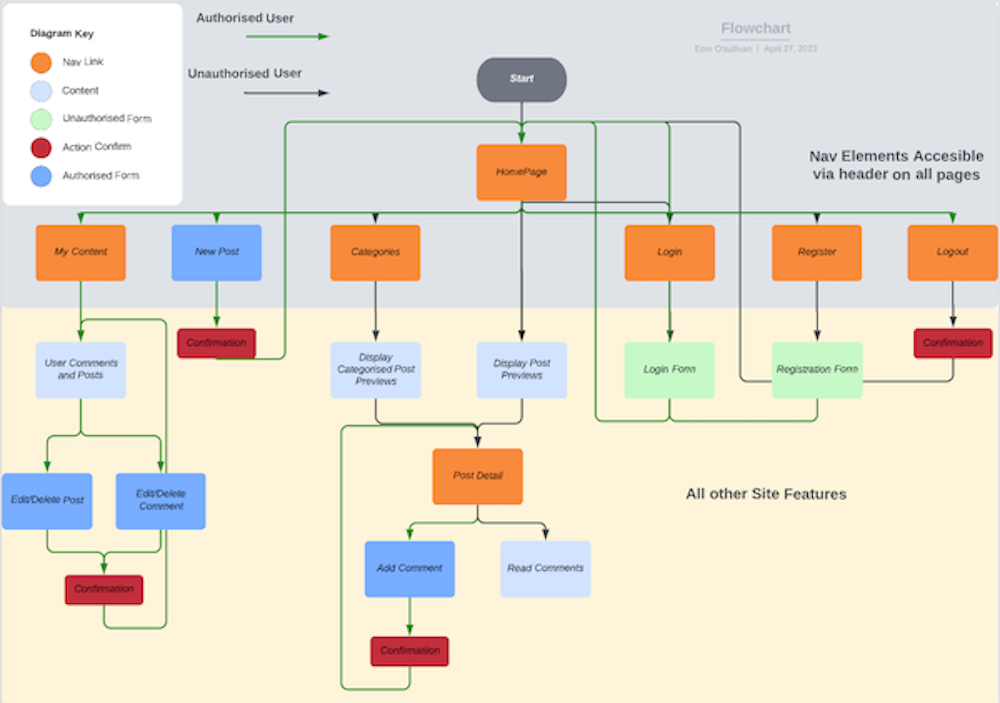 Authorised User
Flowchart
Eoin O'sullivan | April 27, 2023
Diagram Key
Nav Link
Content
Unauthorised Form
Action Confirm
Authorised Form
Unauthorised User
Start
Nav Elements Accesible
via header on all pages
HomePage
My Content
New Post
Categories
Login
Register
Logout
Confirmation
Confirmation
User Comments
and Posts
Display
Categorised Post
Previews
Display Post
Previews
Login Form
Registration Form
Post Detail
All other Site Features
Edit/Delete Post
Edit/Delete
Comment
Add Comment
Read Comments
Confirmation
Confirmation